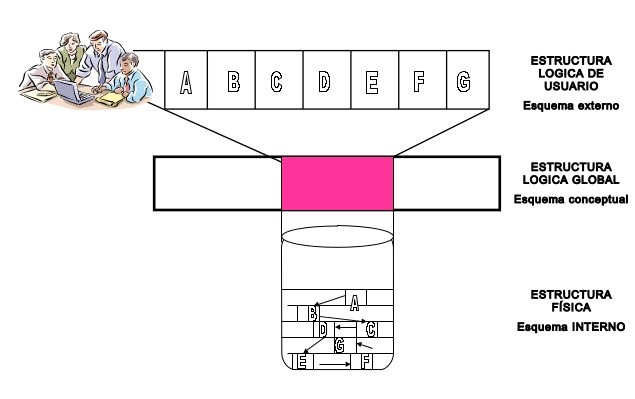 A B C D E F G
ESTRUCTURA
LOGICA DE
USUARIO
Esquema externo
ESTRUCTURA
LOGICA GLOBAL
Esquema conceptual
ESTRUCTURA
FÍSICA
Esquema INTERNO
A
B
D C
G
E F